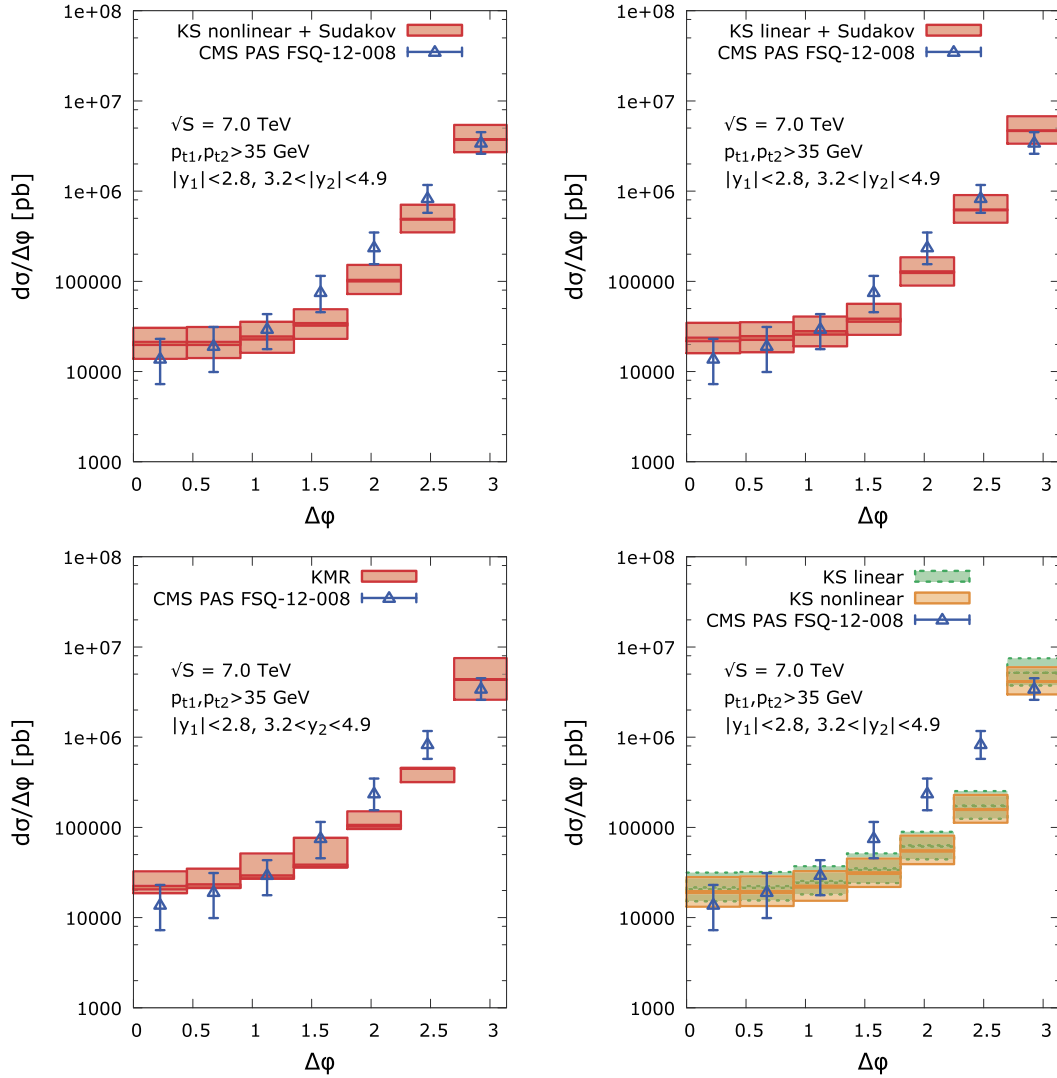 KS nonlinear + Sudakov
CMS PAS FSQ-12-008
√S = 7.0 TeV
pt1,pt2>35 GeV
|y1|<2.8, 3.2<|y2|<4.9
dσ/Δφ [pb]
1e+08
1e+07
1e+06
100000
10000
1000
0 0.5 1 1.5 2 2.5 3
Δφ
KS linear + Sudakov
CMS PAS FSQ-12-008
√S = 7.0 TeV
pt1,pt2>35 GeV
|y1|<2.8, 3.2<|y2|<4.9
dσ/Δφ [pb]
1e+08
1e+07
1e+06
100000
10000
1000
0 0.5 1 1.5 2 2.5 3
Δφ
KMR
CMS PAS FSQ-12-008
√S = 7.0 TeV
pt1,pt2>35 GeV
|y1|<2.8, 3.2<y2<4.9
dσ/Δφ [pb]
1e+08
1e+07
1e+06
100000
10000
1000
0 0.5 1 1.5 2 2.5 3
Δφ
KS linear
KS nonlinear
CMS PAS FSQ-12-008
√S = 7.0 TeV
pt1,pt2>35 GeV
|y1|<2.8, 3.2<|y2|<4.9
dσ/Δφ [pb]
1e+08
1e+07
1e+06
100000
10000
1000
0 0.5 1 1.5 2 2.5 3
Δφ